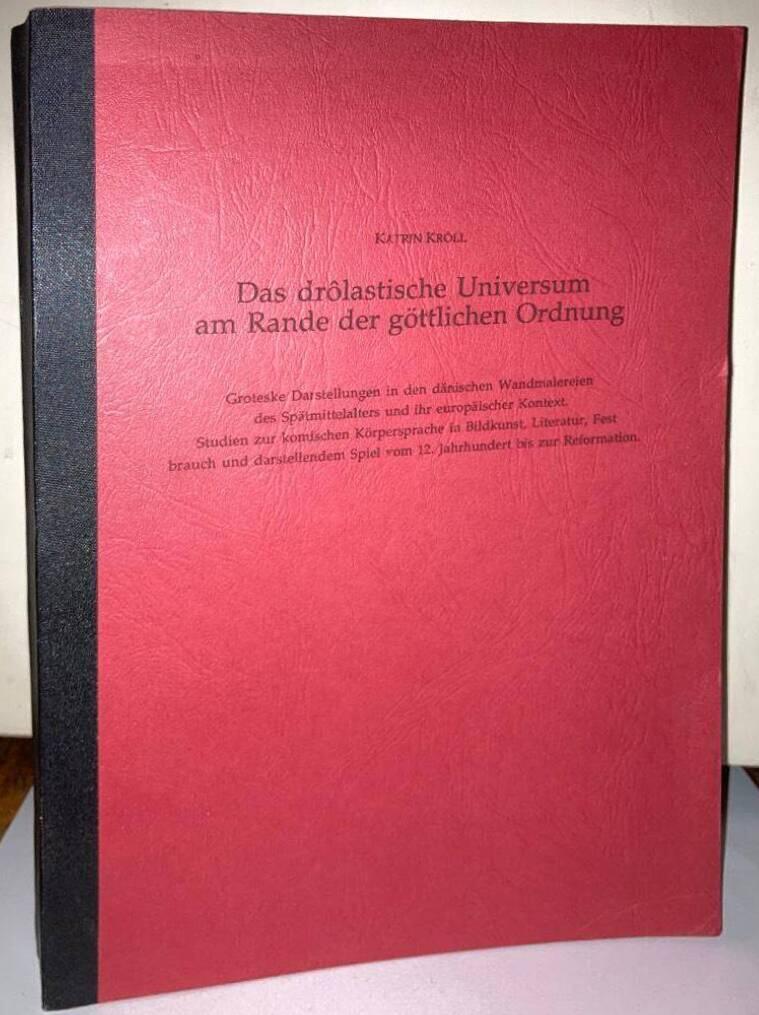 KATRIN KRÖLL
Das drôlastische Universum
am Rande der göttlichen Ordnung
Groteske Darstellungen in den dänischen Wandmalereien
des Spätmittelalters und ihr europäischer Kontext.
Studien zur komischen Körpersprache in Bildkunst, Literatur, Fest
brauch und darstellendem Spiel vom 12. Jahrhundert bis zur Reformation.